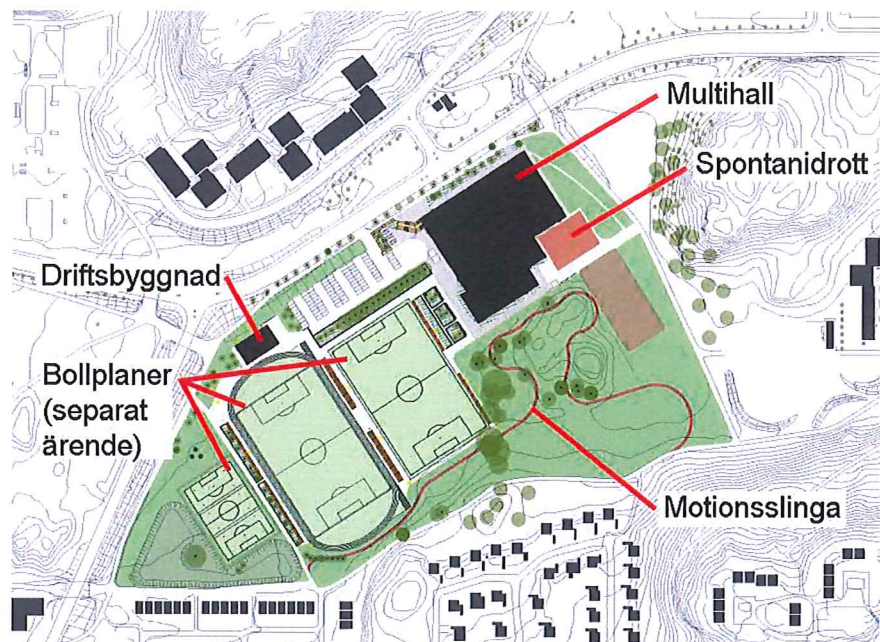 Multihall
Spontanidrott
Driftsbyggnad
Bollplaner
(separat
ärende)
Motionsslinga